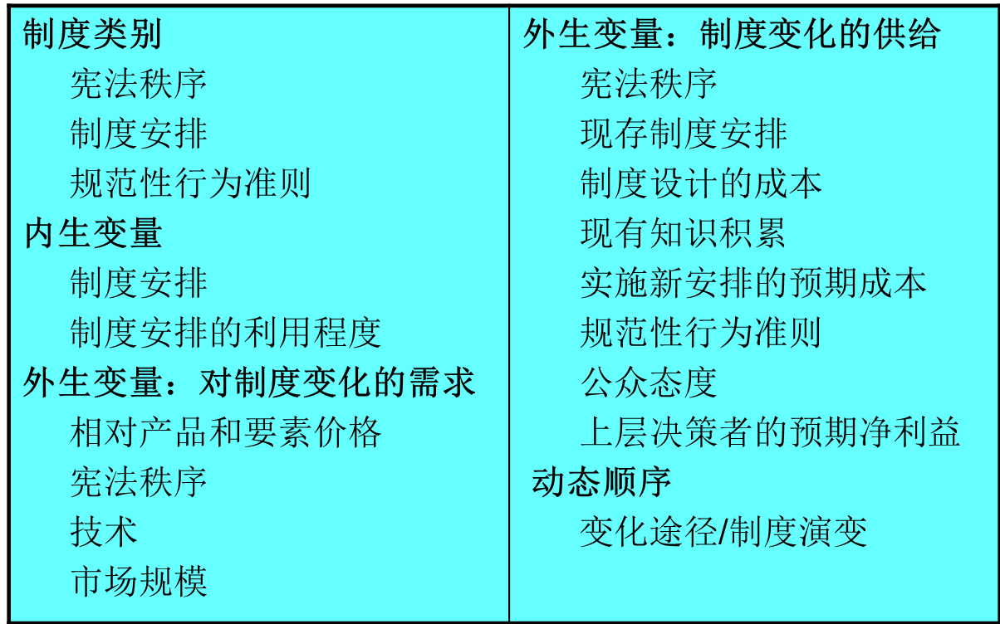 制度类别
宪法秩序
制度安排
规范性行为准则
内生变量
制度安排
制度安排的利用程度
外生变量：对制度变化的需求
相对产品和要素价格
宪法秩序
技术
市场规模
外生变量：制度变化的供给
宪法秩序
现存制度安排
制度设计的成本
现有知识积累
实施新安排的预期成本
规范性行为准则
公众态度
上层决策者的预期净利益
动态顺序
变化途径/制度演变